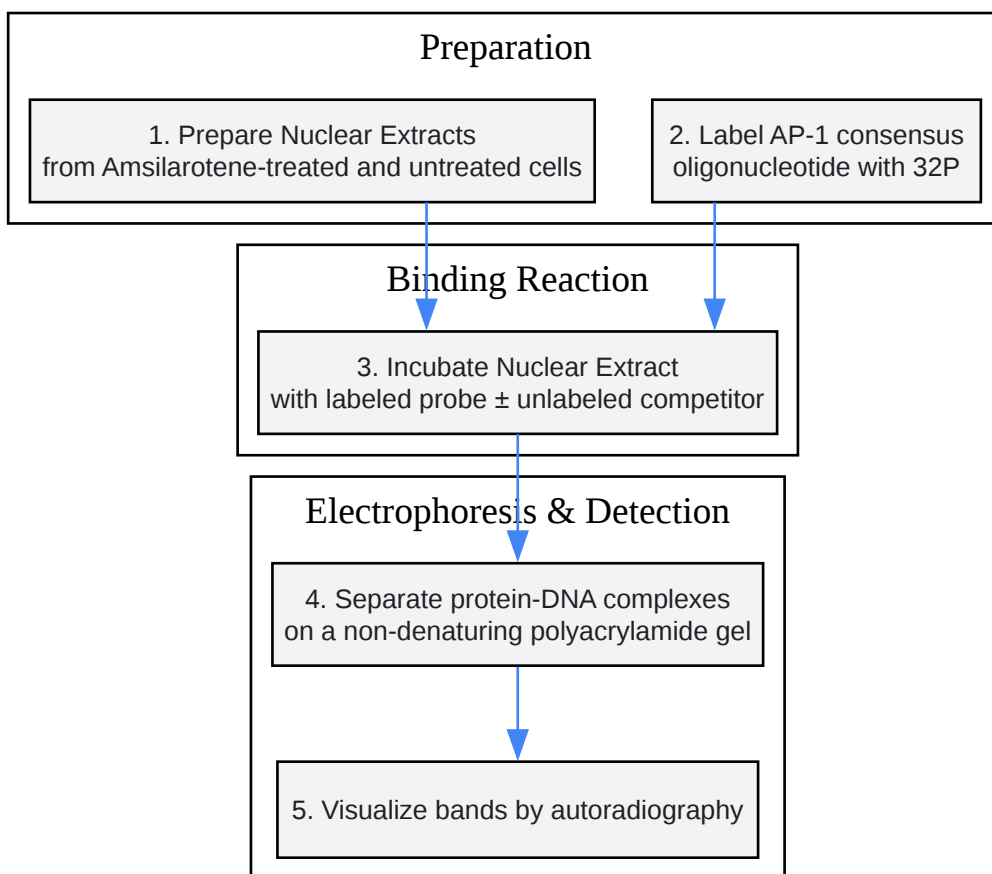 Preparation
1. Prepare Nuclear Extracts
from Amsilarotene-treated and untreated cells
2. Label AP-1 consensus
oligonucleotide with 32P
Binding Reaction
3. Incubate Nuclear Extract
with labeled probe ± unlabeled competitor
Electrophoresis & Detection
4. Separate protein-DNA complexes
on a non-denaturing polyacrylamide gel
5. Visualize bands by autoradiography